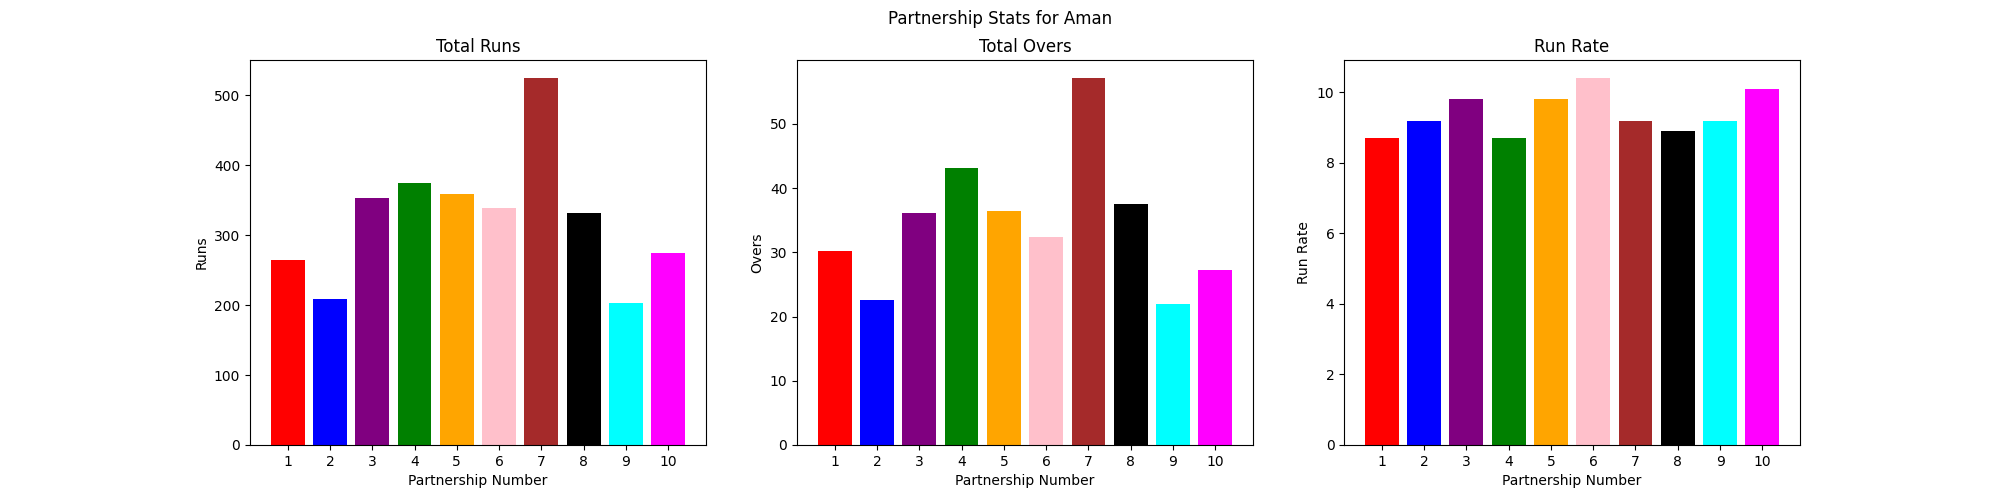 Partnership Stats for Aman
Total Runs
Runs
500
400
300
200
100
0
1 2 3 4 5 6 7 8 9 10
Partnership Number
Total Overs
Overs
50
40
30
20
10
0
1 2 3 4 5 6 7 8 9 10
Partnership Number
Run Rate
Run Rate
10
8
6
4
2
0
1 2 3 4 5 6 7 8 9 10
Partnership Number